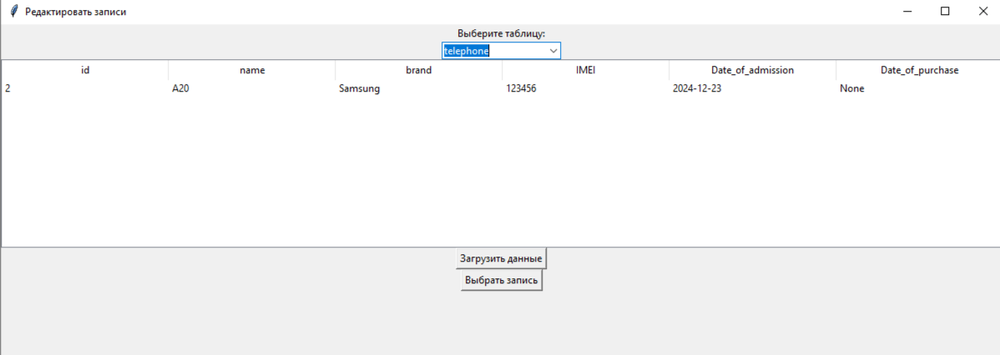 Редактировать записи
Выберите таблицу:
telephone
id name brand IMEI Date_of_admission Date_of_purchase
2 A20 Samsung 123456 2024-12-23 None
Загрузить данные
Выбрать запись